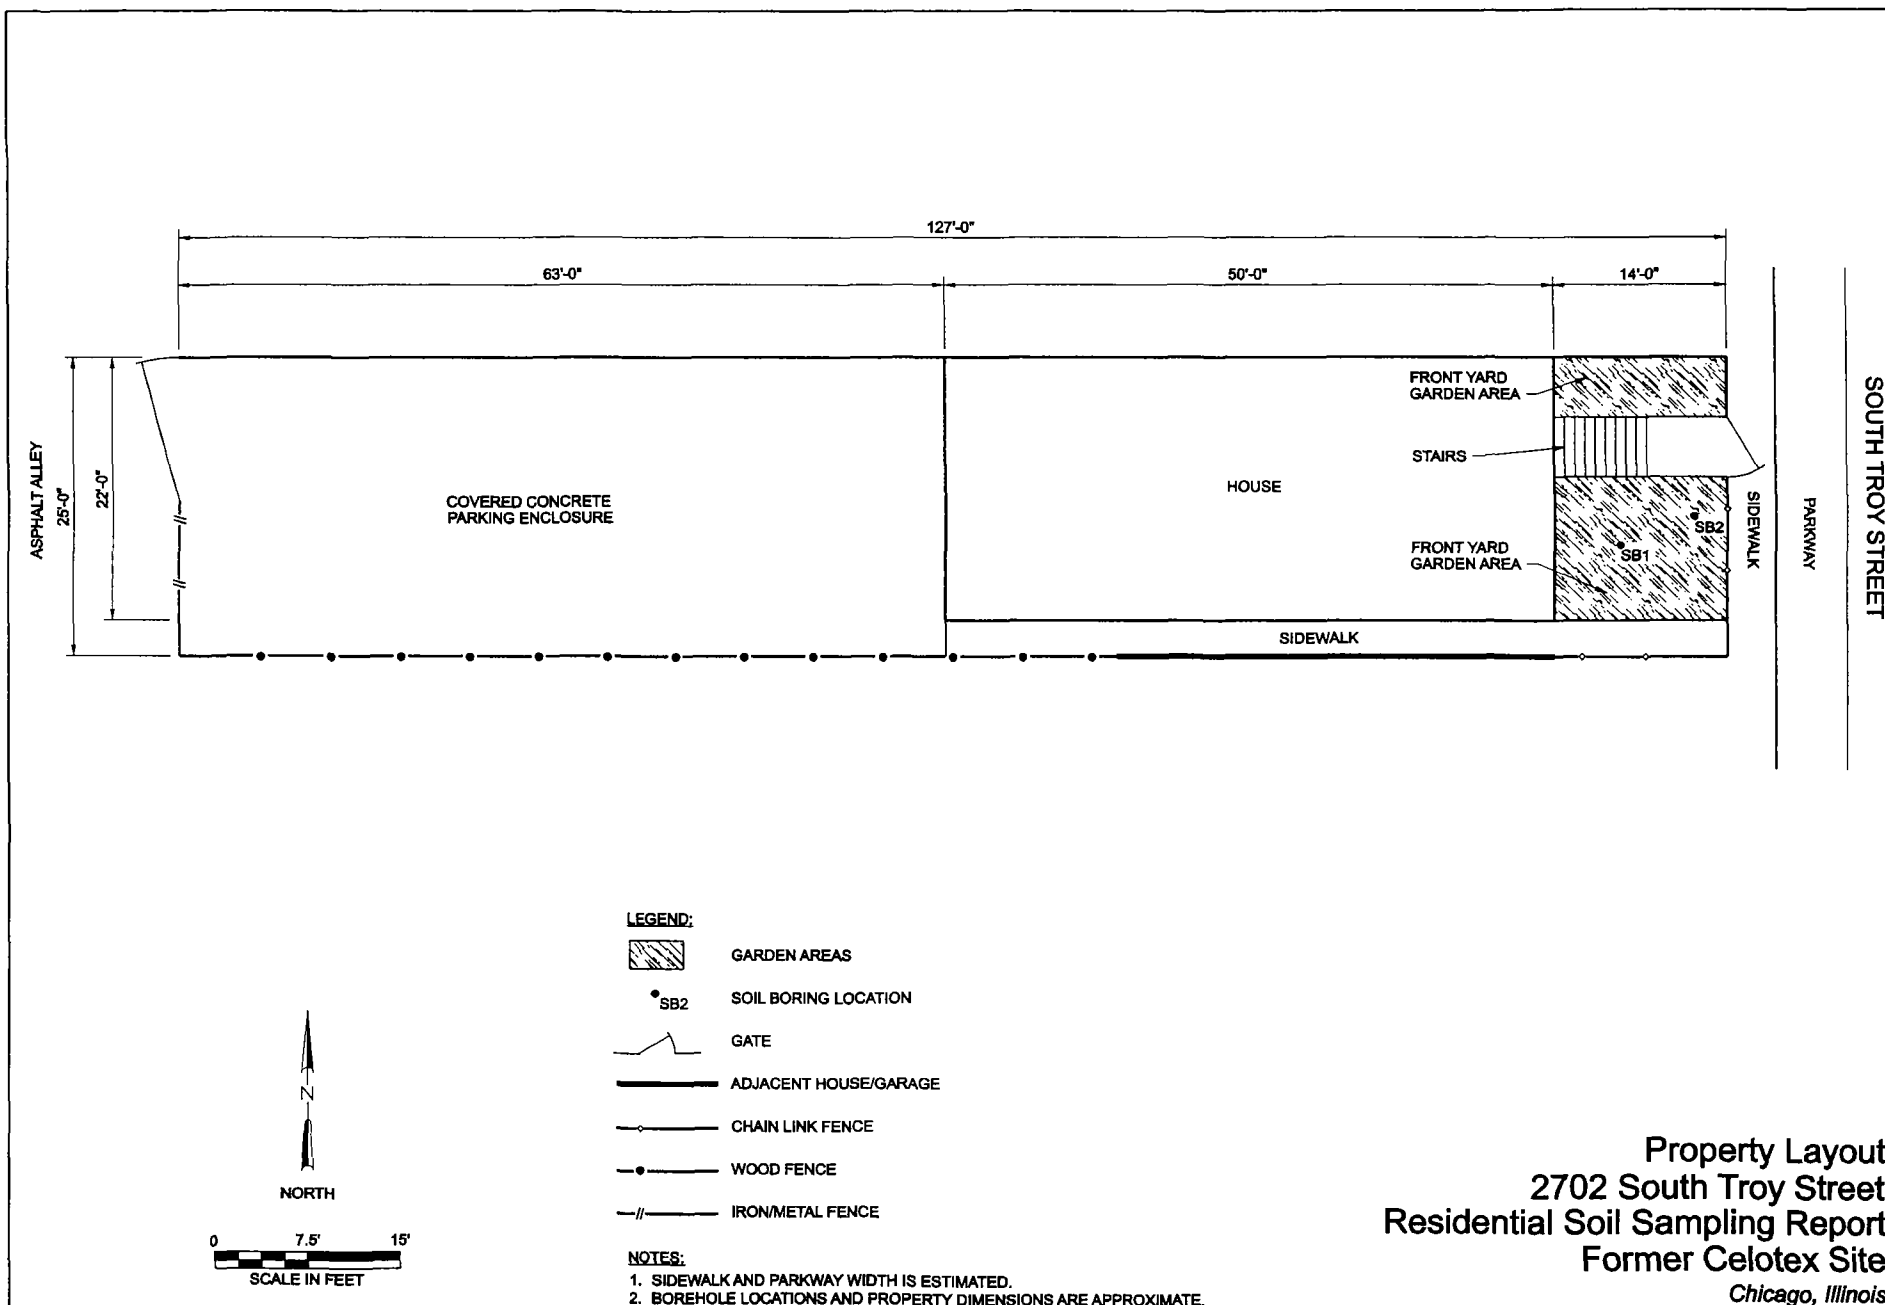 127'-0"
63'-0"
50'-0"
14'-0"
FRONT YARD
GARDEN AREA
STAIRS
HOUSE
COVERED CONCRETE
PARKING ENCLOSURE
ASPHALT ALLEY
25'-0"
22'-0"
FRONT YARD
GARDEN AREA
SB2
SB1
SIDEWALK
SIDEWALK
PARKWAY
SOUTH TROY STREET
LEGEND:
GARDEN AREAS
SB2
SOIL BORING LOCATION
GATE
ADJACENT HOUSE/GARAGE
CHAIN LINK FENCE
WOOD FENCE
IRON/METAL FENCE
N
NORTH
0 7.5' 15'
SCALE IN FEET
NOTES:
1. SIDEWALK AND PARKWAY WIDTH IS ESTIMATED.
2. BOREHOLE LOCATIONS AND PROPERTY DIMENSIONS ARE APPROXIMATE.
Property Layout
2702 South Troy Street
Residential Soil Sampling Report
Former Celotex Site
Chicago, Illinois